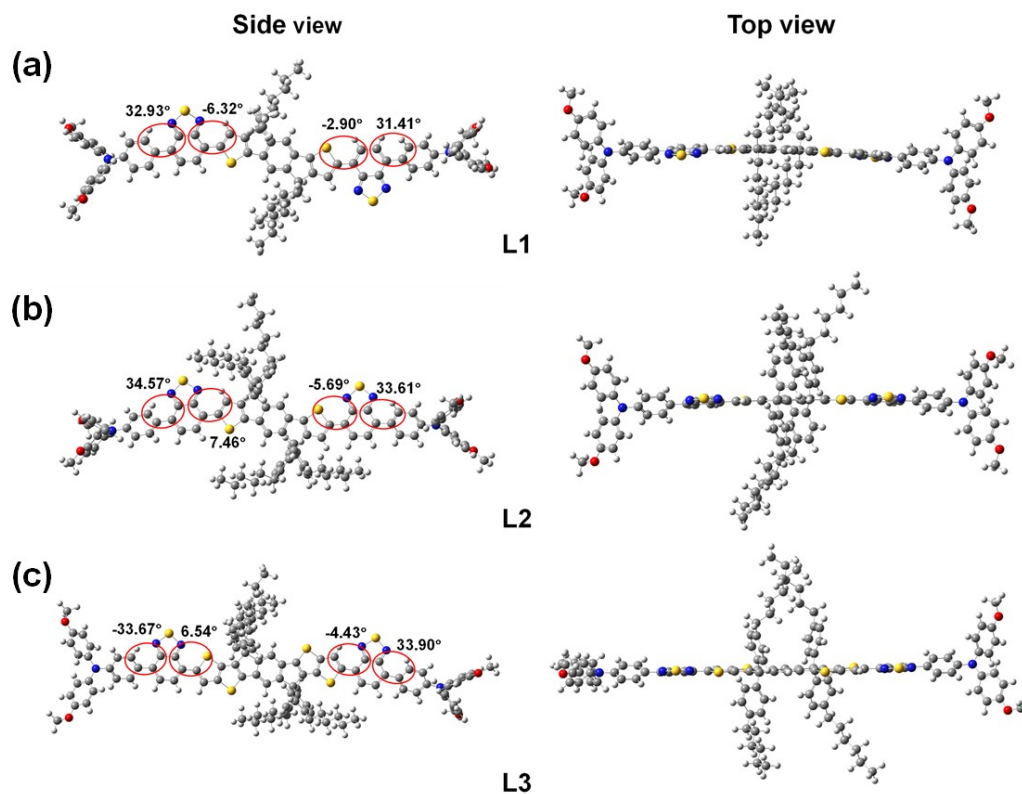 Side view
Top view
(a)
32.93° -6.32°
-2.90° 31.41°
L1
(b)
34.57°
7.46°
-5.69° 33.61°
L2
(c)
-33.67° 6.54°
-4.43° 33.90°
L3